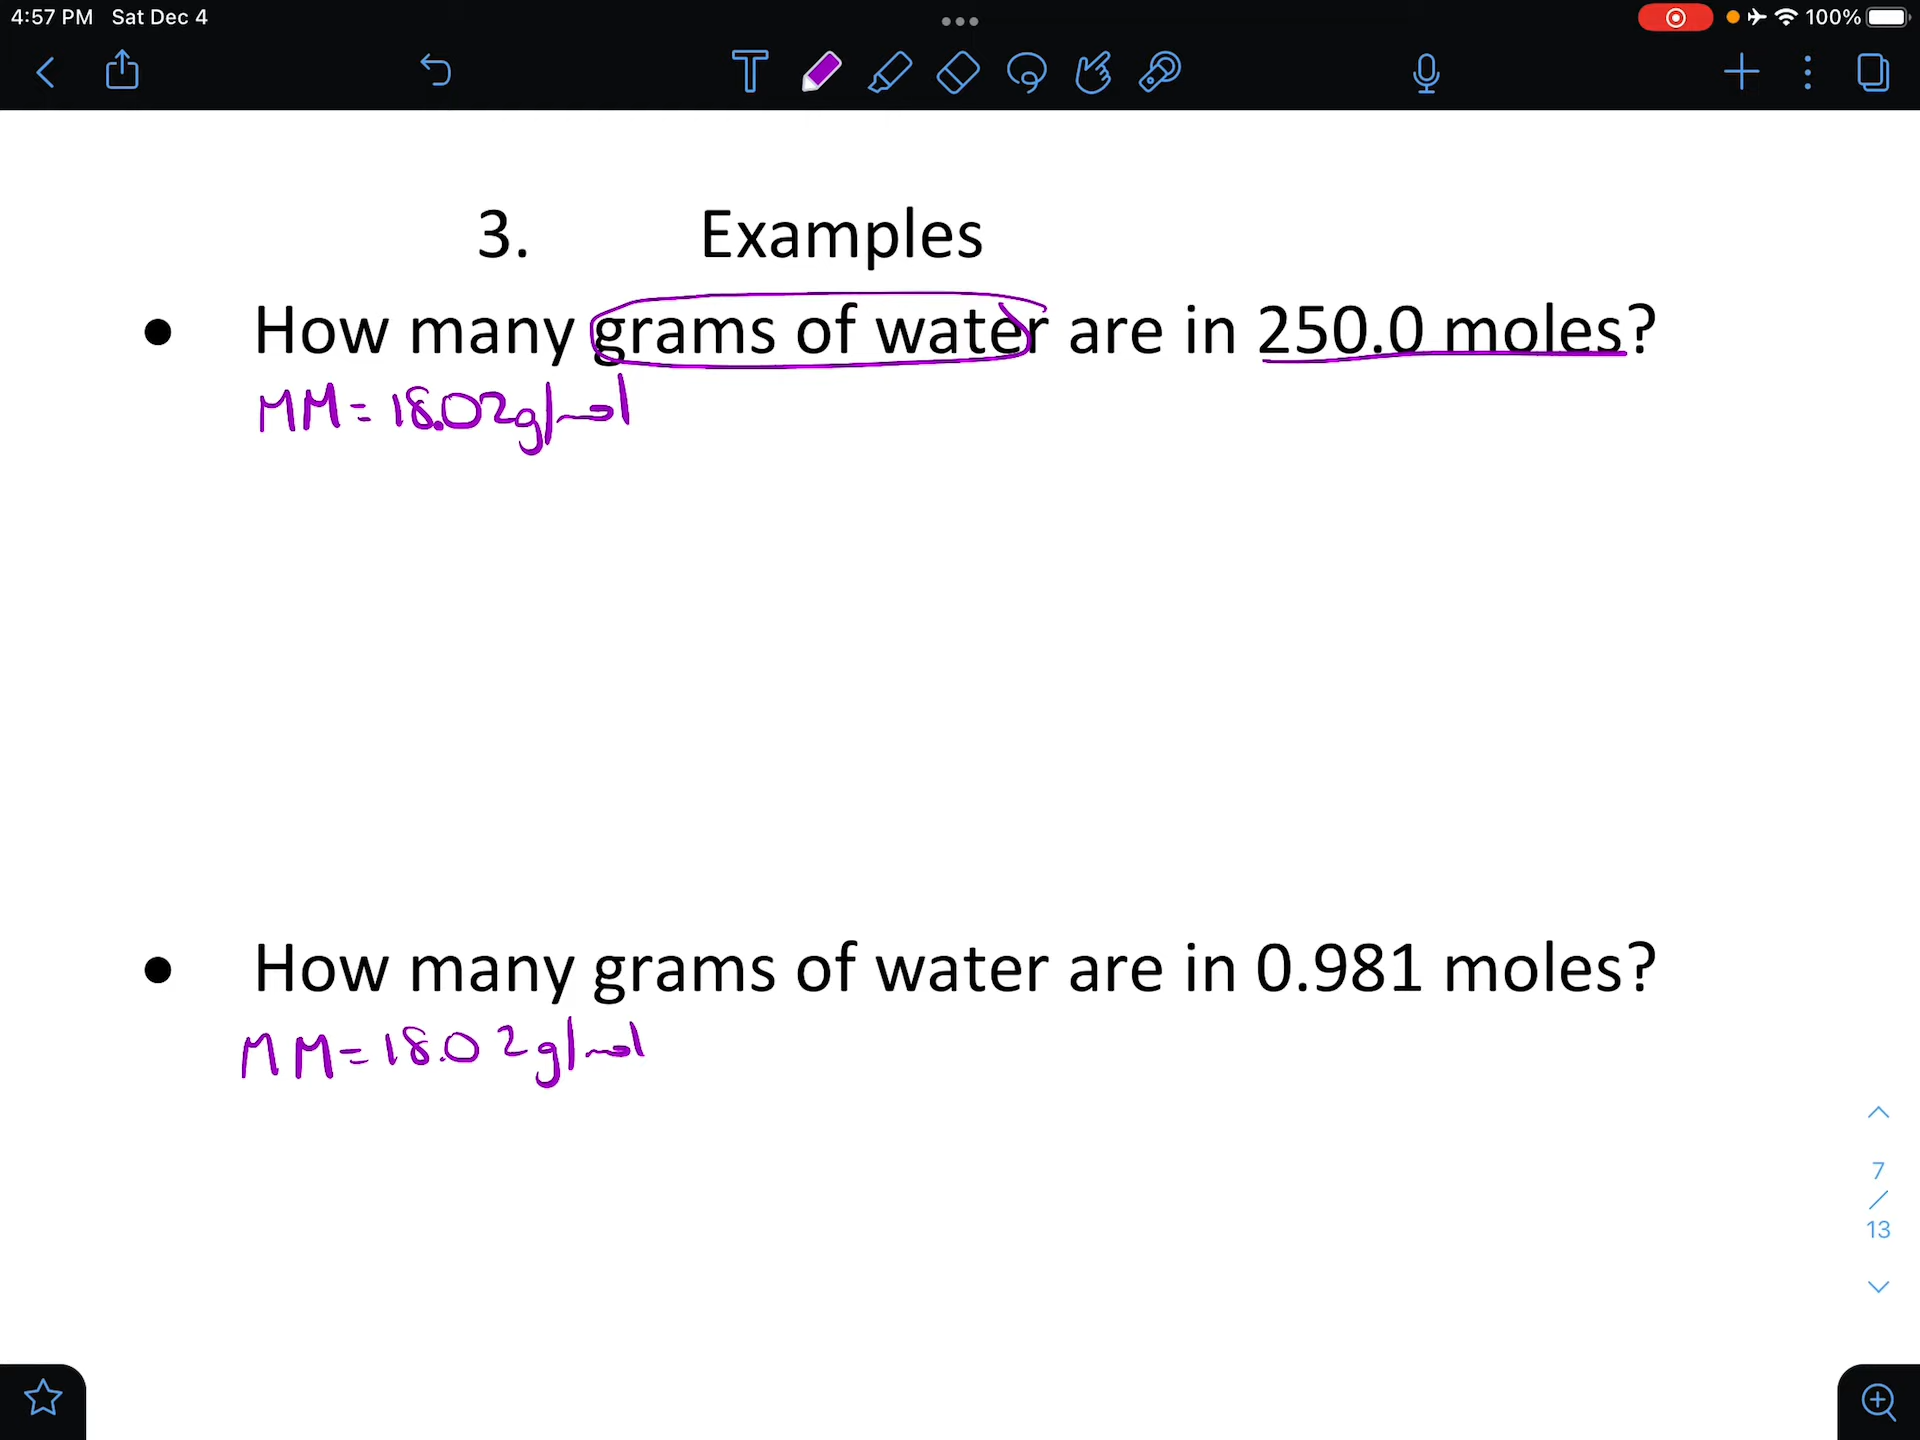 4:57 PM Sat Dec 4
100%
3. Examples
• How many grams of water are in 250.0 moles?
MM = 18.02g/mol
• How many grams of water are in 0.981 moles?
MM = 18.02g/mol
7
/
13